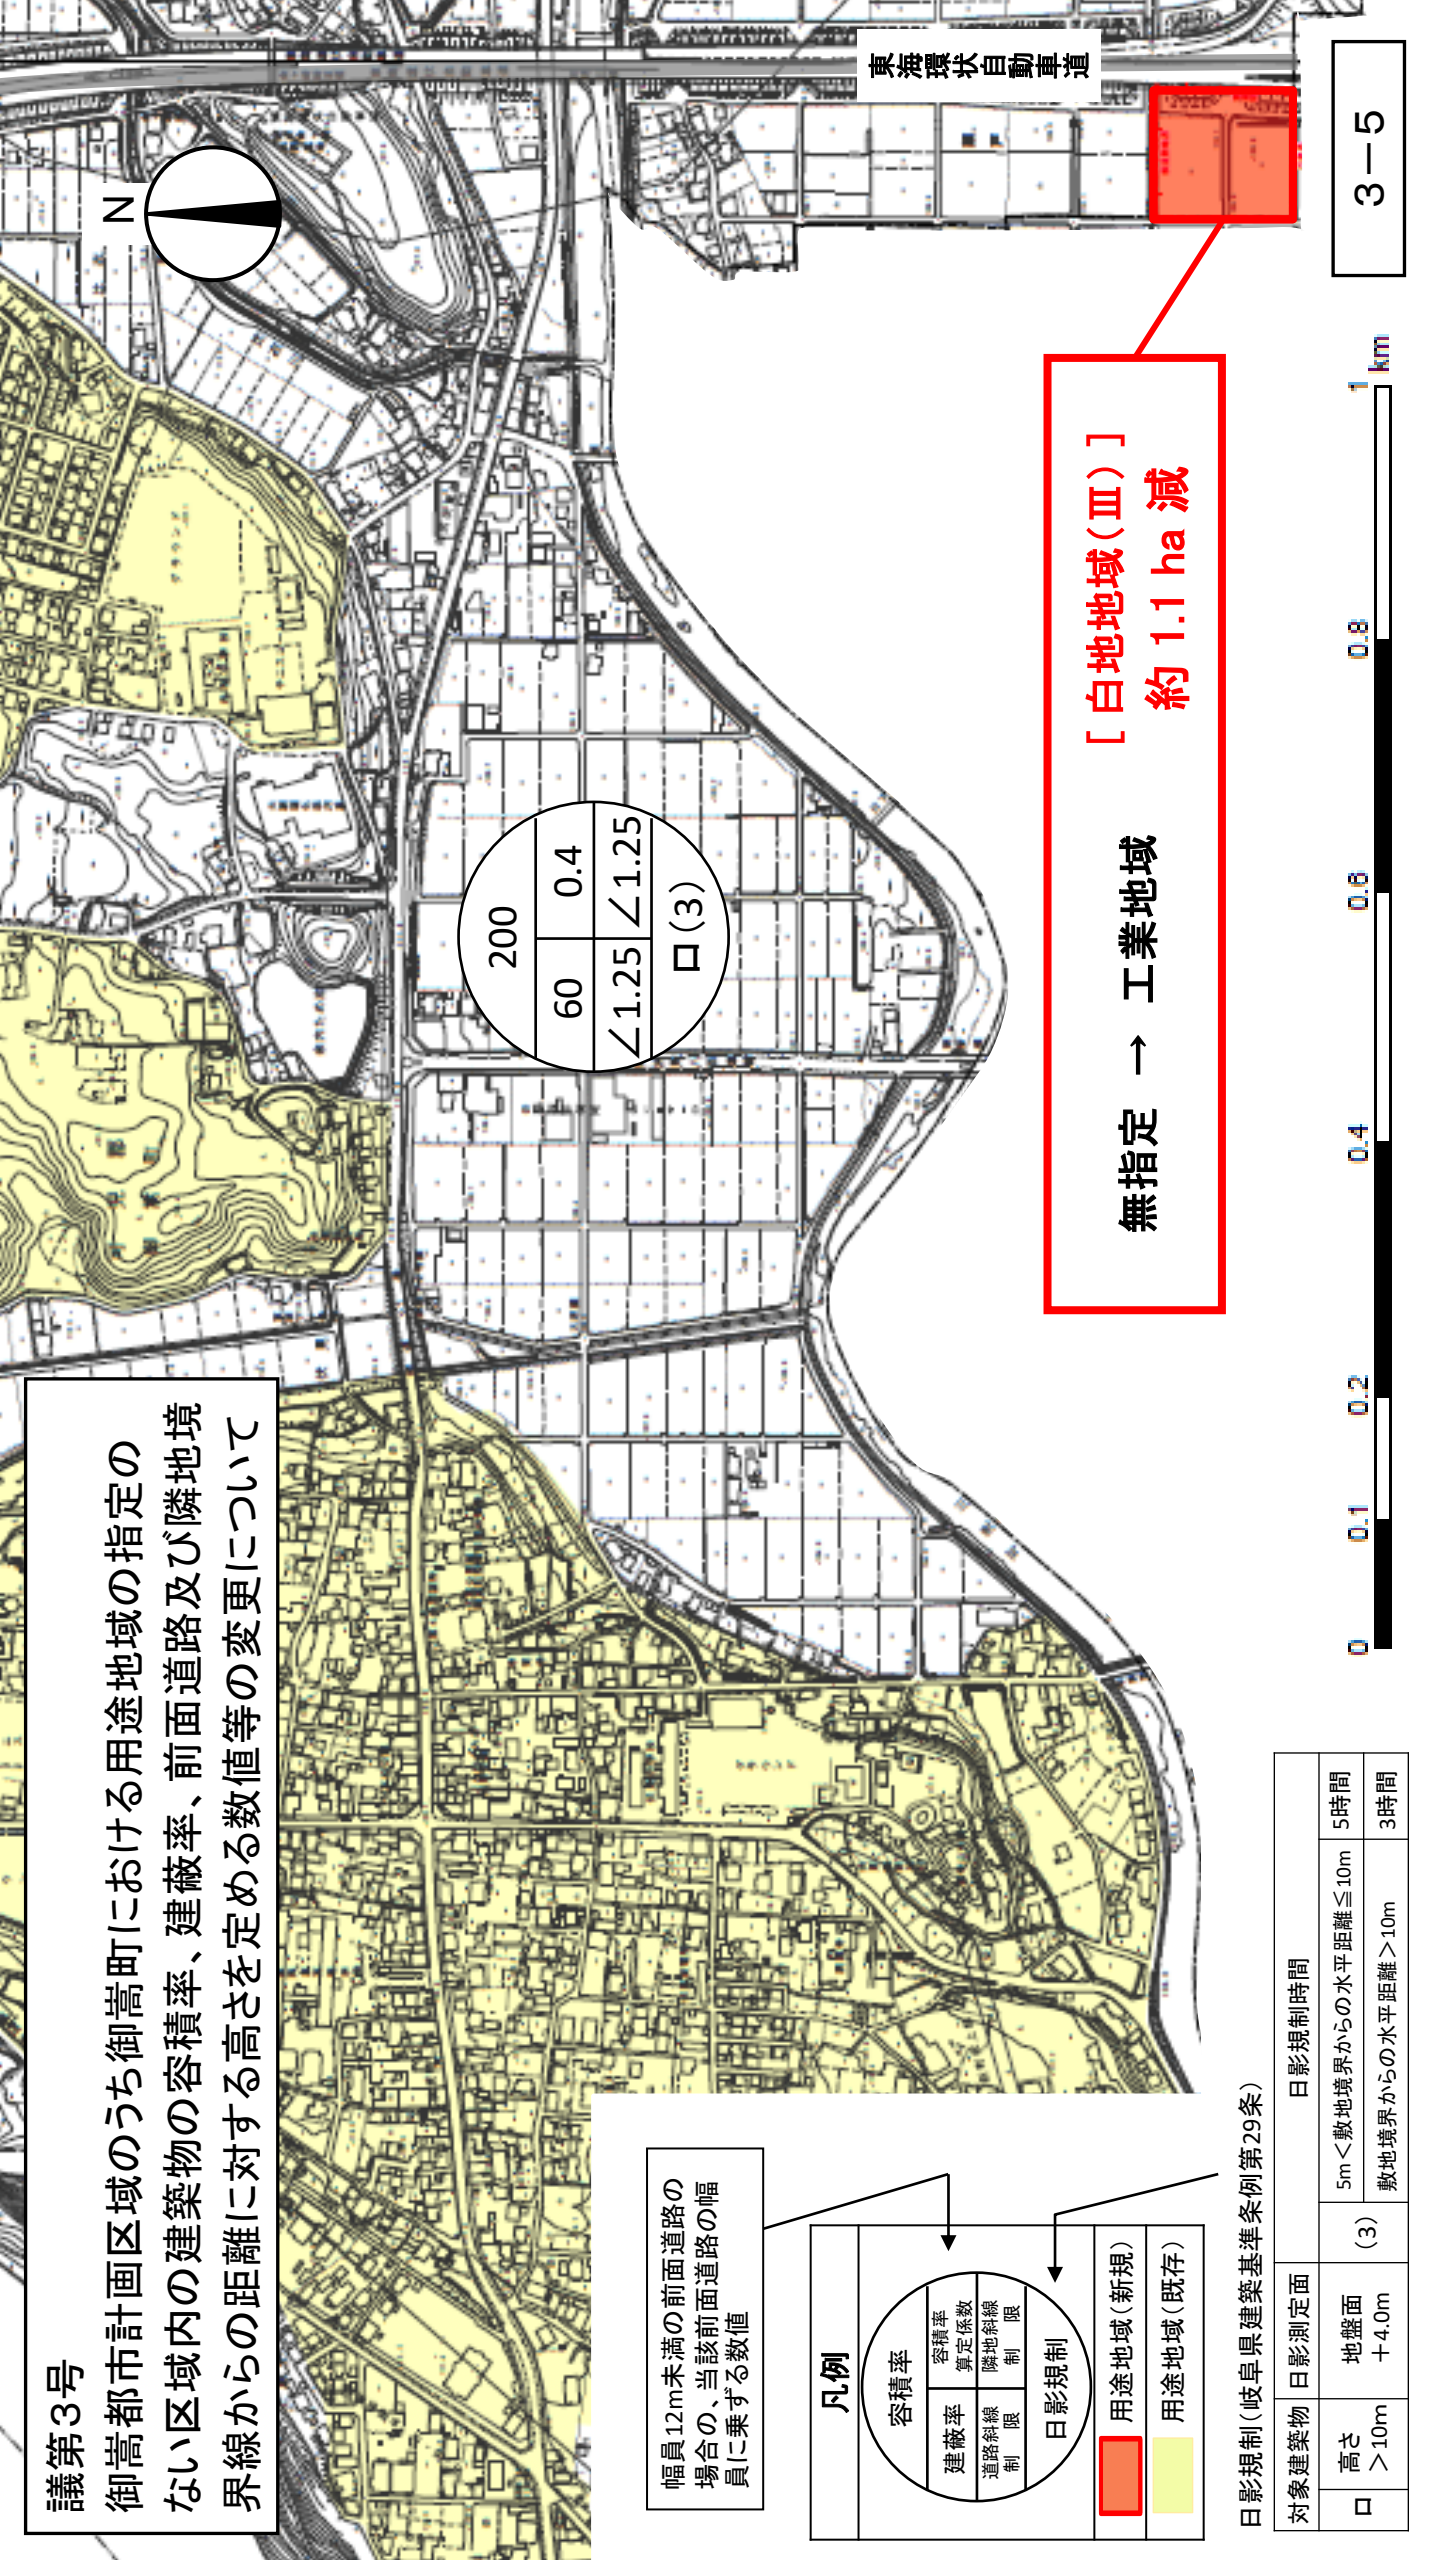 議第3号
御嵩都市計画区域のうち御嵩町における用途地域の指定の
ない区域内の建築物の容積率、建蔽率、前面道路及び隣地境
界線からの距離に対する高さを定める数値等の変更について
N
東海環状自動車道
200
60 0.4
∠1.25 ∠1.25
ロ(3)
[ 白地地域(Ⅲ) ]
無指定 → 工業地域 約 1.1 ha 減
幅員12m未満の前面道路の
場合の、当該前面道路の幅
員に乗ずる数値
凡例
容積率
建蔽率 容積率算定係数
道路斜線制限 隣地斜線制限
日影規制
用途地域(新規)
用途地域(既存)
日影規制(岐阜県建築基準条例第29条)
対象建築物 日影測定面 日影規制時間
ロ 高さ>10m 地盤面+4.0m (3) 5m<敷地境界からの水平距離≦10m 5時間
敷地境界からの水平距離>10m 3時間
0 0.1 0.2 0.4 0.6 0.8 1 km
3-5